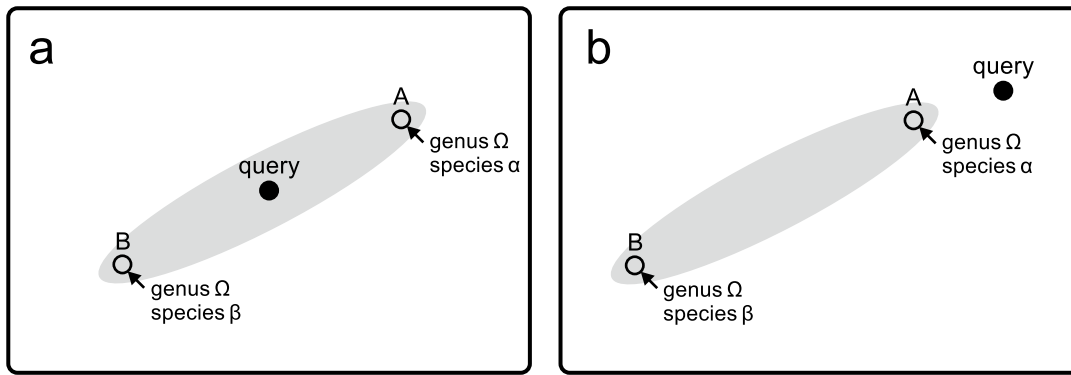 a
A
genus Ω
species α
query
B
genus Ω
species β
b
query
A
genus Ω
species α
B
genus Ω
species β